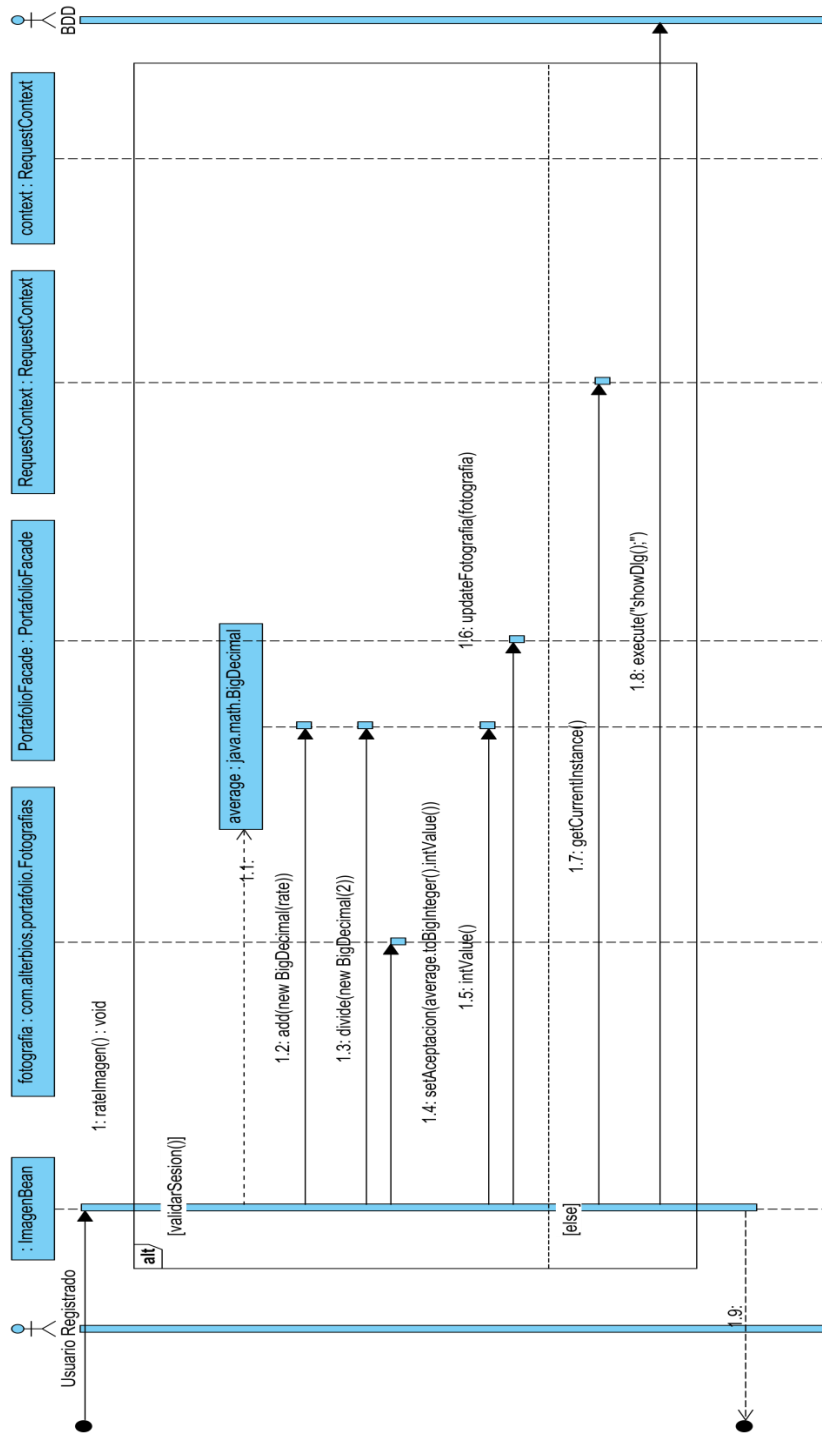 Usuario Registrado
: ImagenBean
fotografia : com.alterbios.portafolio.Fotografias
PortafolioFacade : PortafolioFacade
RequestContext : RequestContext
context : RequestContext
BDD
1: rateImagen() : void
alt
[validarSesion()]
1.1:
average : java.math.BigDecimal
1.2: add(new BigDecimal(rate))
1.3: divide(new BigDecimal(2))
1.4: setAceptacion(average.toBigInteger().intValue())
1.5: intValue()
1.6: updateFotografia(fotografia)
[else]
1.7: getCurrentInstance()
1.8: execute("showDlg();")
1.9: